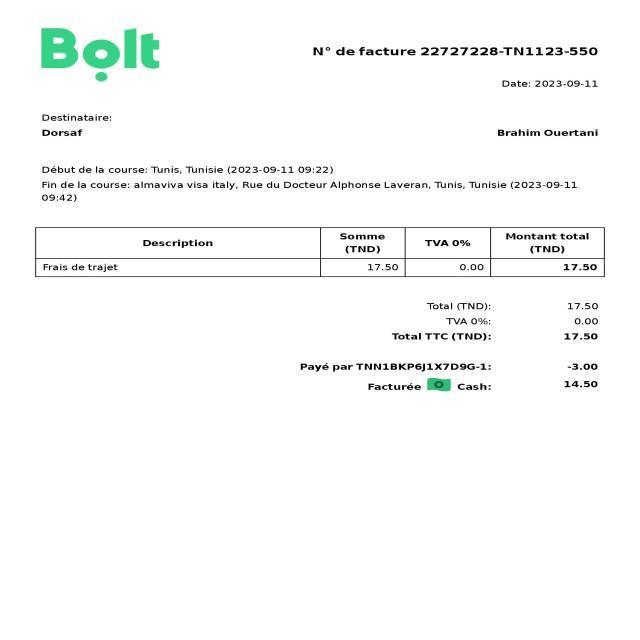 Bolt
N° de facture 22727228-TN1123-550
Date: 2023-09-11
Destinataire:
Dorsaf Brahim Ouertani
Début de la course: Tunis, Tunisie (2023-09-11 09:22)
Fin de la course: almaviva visa italy, Rue du Docteur Alphonse Laveran, Tunis, Tunisie (2023-09-11
09:42)
Description Somme (TND) TVA 0% Montant total (TND)
Frais de trajet 17.50 0.00 17.50
Total (TND): 17.50
TVA 0%: 0.00
Total TTC (TND): 17.50
Payé par TNN1BKP6J1X7D9G-1: -3.00
Facturée Cash: 14.50